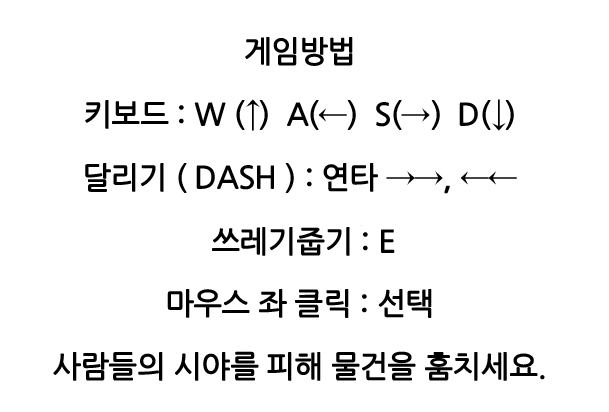 게임방법
키보드 : W (↑) A(←) S(→) D(↓)
달리기 ( DASH ) : 연타 →→, ←←
쓰레기줍기 : E
마우스 좌 클릭 : 선택
사람들의 시야를 피해 물건을 훔치세요.